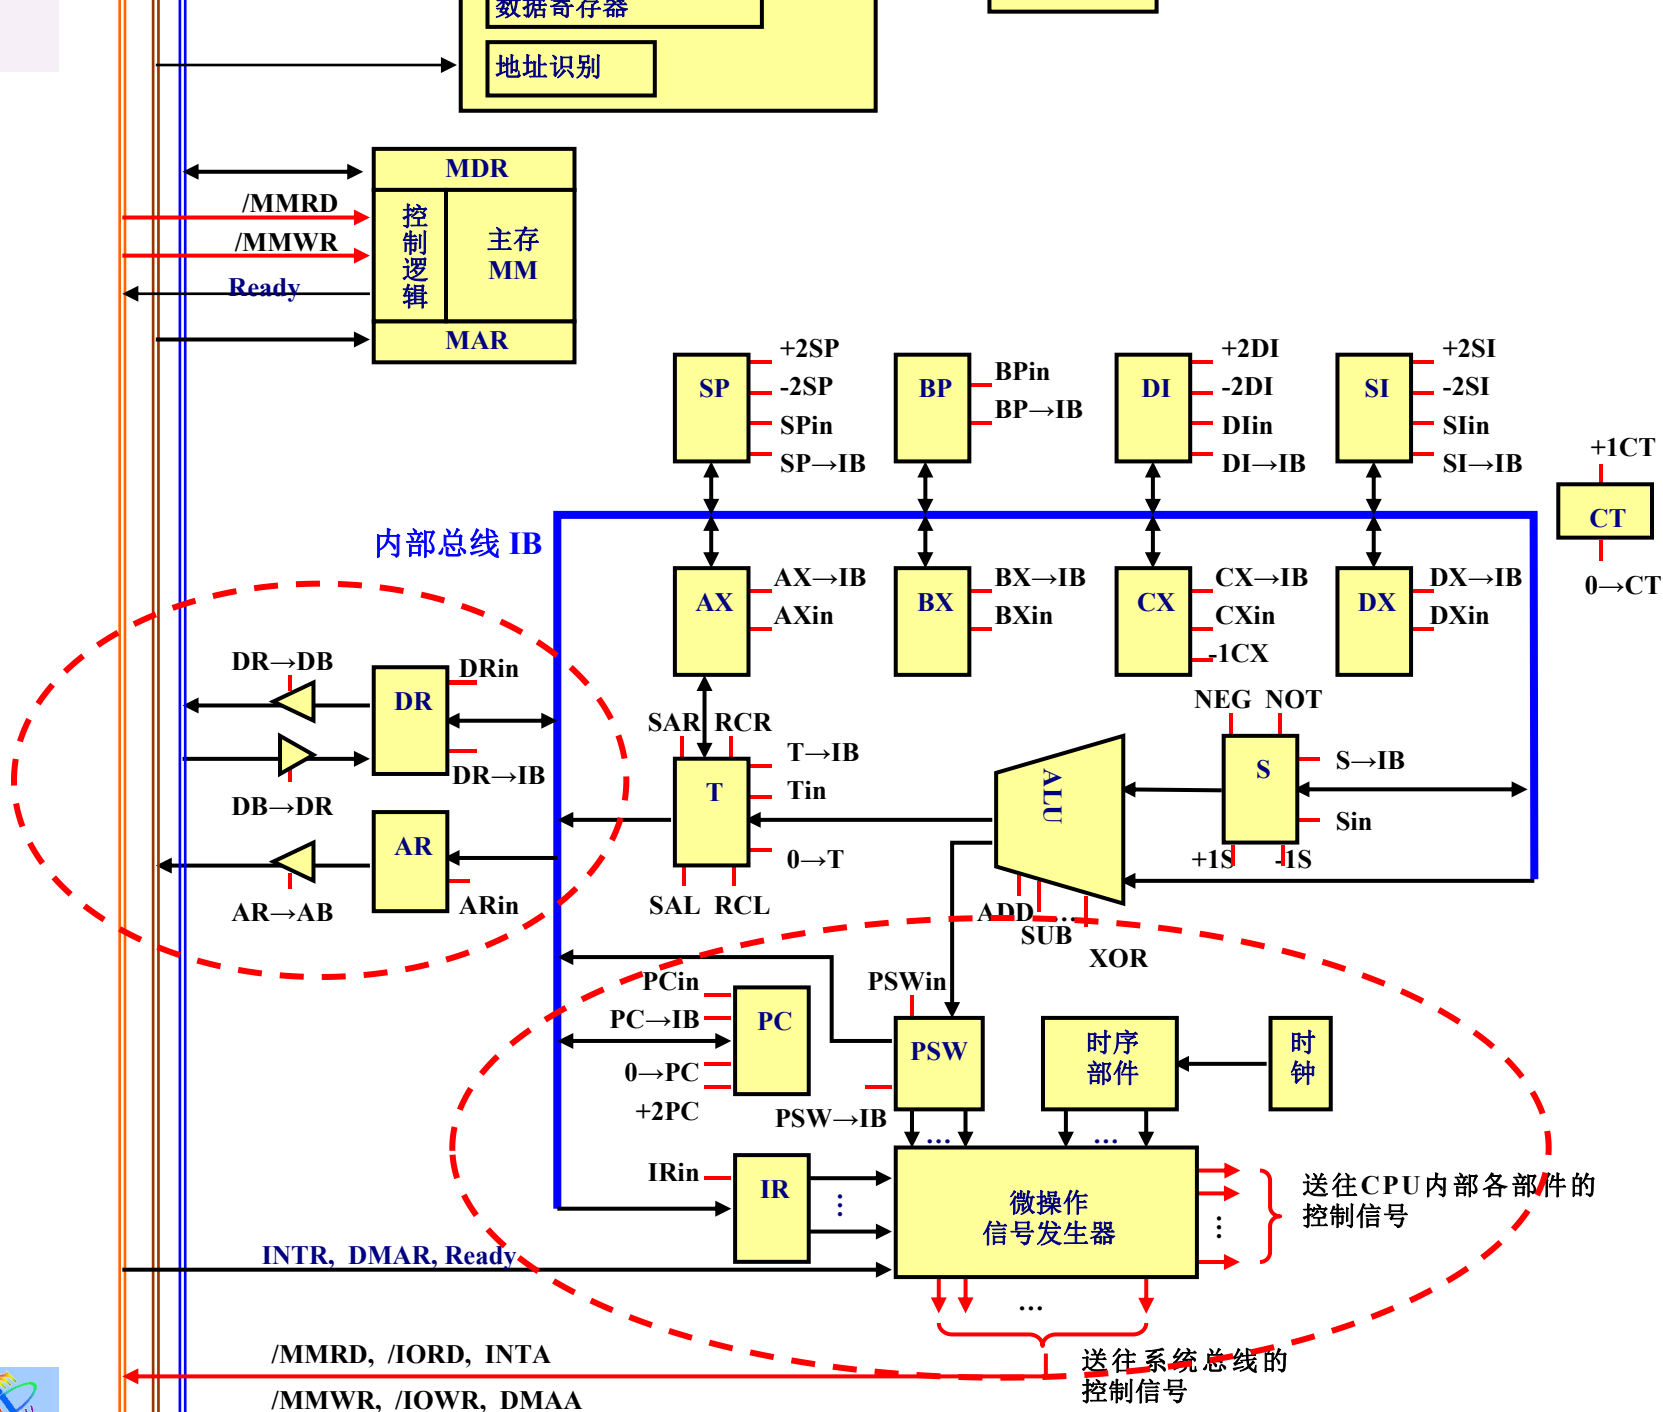 数据寄存器
地址识别
MDR
/MMRD
/MMWR
Ready
控
制
逻
辑
主存
MM
MAR
SP
+2SP
-2SP
SPin
SP→IB
BP
BPin
BP→IB
DI
+2DI
-2DI
DIin
DI→IB
SI
+2SI
-2SI
SIin
SI→IB
+1CT
CT
0→CT
内部总线 IB
AX
AX→IB
AXin
BX
BX→IB
BXin
CX
CX→IB
CXin
-1CX
DX
DX→IB
DXin
DR→DB
DR
DRin
DR→IB
DB→DR
AR
AR→AB
ARin
SAR RCR
T
T→IB
Tin
0→T
SAL RCL
ALU
ADD
…
SUB
XOR
NEG NOT
S
S→IB
Sin
+1S
-1S
PCin
PC→IB
PC
0→PC
+2PC
PSWin
PSW
PSW→IB
时序
部件
时
钟
…
…
IRin
IR
…
微操作
信号发生器
…
送往CPU内部各部件的
控制信号
INTR, DMAR, Ready
…
/MMRD, /IORD, INTA
送往系统总线的
控制信号
/MMWR, /IOWR, DMAA